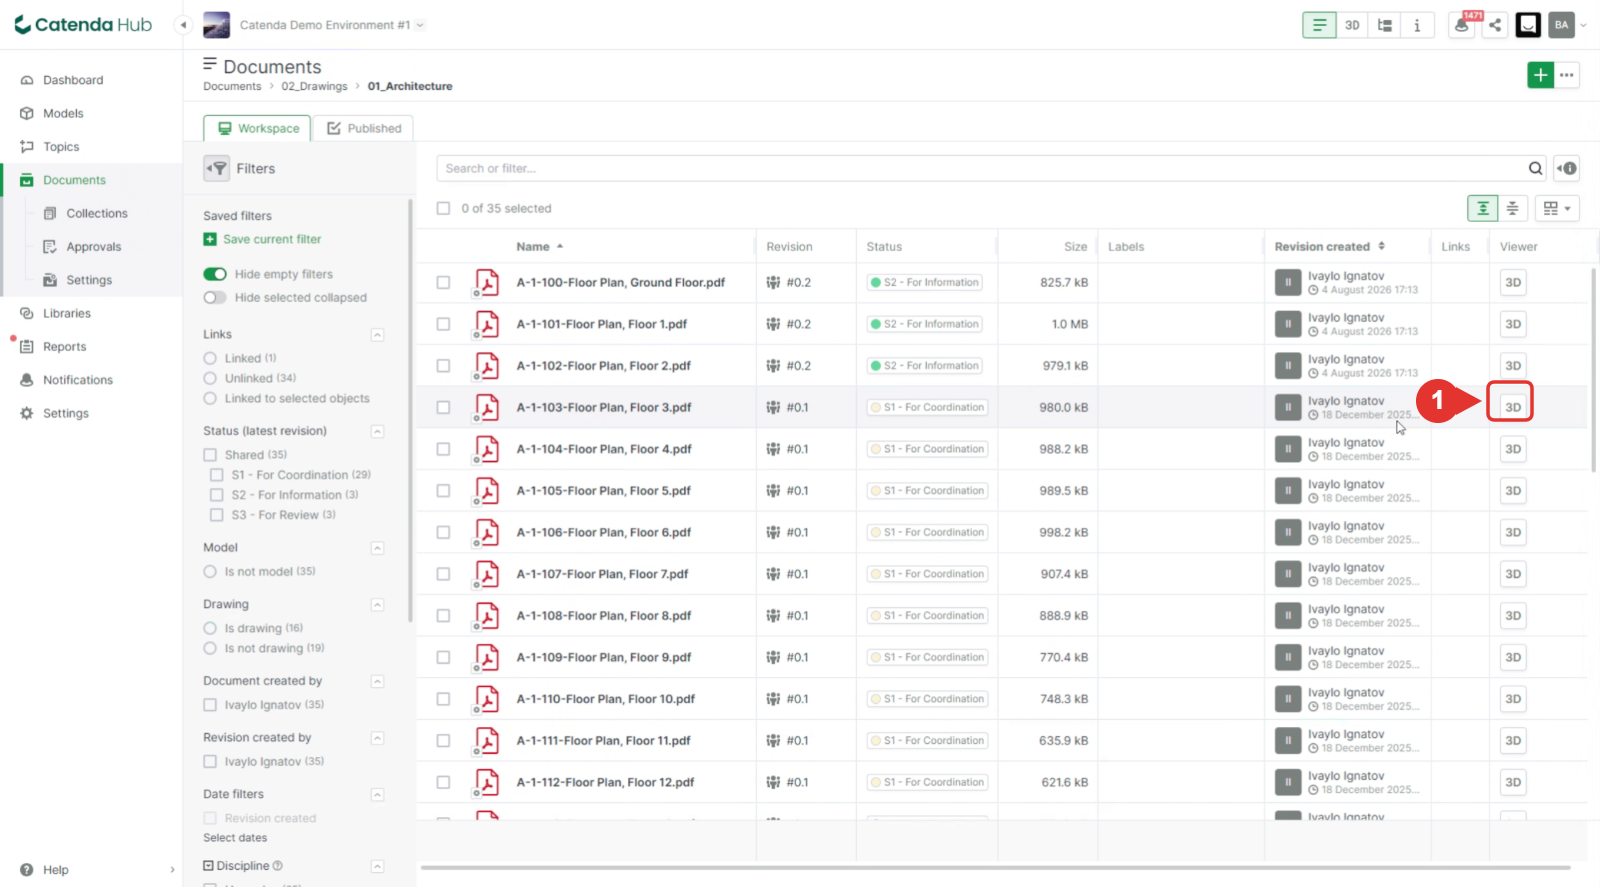 Catenda Hub
Catenda Demo Environment #1
3D
1471
BA
Dashboard
Models
Topics
Documents
Collections
Approvals
Settings
Libraries
Reports
Notifications
Settings
Help
Documents
Documents > 02_Drawings > 01_Architecture
Workspace
Published
Filters
Saved filters
Save current filter
Hide empty filters
Hide selected collapsed
Links
Linked (1)
Unlinked (34)
Linked to selected objects
Status (latest revision)
Shared (35)
S1 - For Coordination (29)
S2 - For Information (3)
S3 - For Review (3)
Model
Is not model (35)
Drawing
Is drawing (16)
Is not drawing (19)
Document created by
Ivaylo Ignatov (35)
Revision created by
Ivaylo Ignatov (35)
Date filters
Revision created
Select dates
Discipline
Search or filter...
0 of 35 selected
Name Revision Status Size Labels Revision created Links Viewer
A-1-100-Floor Plan, Ground Floor.pdf #0.2 S2 - For Information 825.7 kB II Ivaylo Ignatov 3D
4 August 2026 17:13
A-1-101-Floor Plan, Floor 1.pdf #0.2 S2 - For Information 1.0 MB II Ivaylo Ignatov 3D
4 August 2026 17:13
A-1-102-Floor Plan, Floor 2.pdf #0.2 S2 - For Information 979.1 kB II Ivaylo Ignatov 3D
4 August 2026 17:13
A-1-103-Floor Plan, Floor 3.pdf #0.1 S1 - For Coordination 980.0 kB II Ivaylo Ignatov 1 3D
18 December 2025...
A-1-104-Floor Plan, Floor 4.pdf #0.1 S1 - For Coordination 988.2 kB II Ivaylo Ignatov 3D
18 December 2025...
A-1-105-Floor Plan, Floor 5.pdf #0.1 S1 - For Coordination 989.5 kB II Ivaylo Ignatov 3D
18 December 2025...
A-1-106-Floor Plan, Floor 6.pdf #0.1 S1 - For Coordination 998.2 kB II Ivaylo Ignatov 3D
18 December 2025...
A-1-107-Floor Plan, Floor 7.pdf #0.1 S1 - For Coordination 907.4 kB II Ivaylo Ignatov 3D
18 December 2025...
A-1-108-Floor Plan, Floor 8.pdf #0.1 S1 - For Coordination 888.9 kB II Ivaylo Ignatov 3D
18 December 2025...
A-1-109-Floor Plan, Floor 9.pdf #0.1 S1 - For Coordination 770.4 kB II Ivaylo Ignatov 3D
18 December 2025...
A-1-110-Floor Plan, Floor 10.pdf #0.1 S1 - For Coordination 748.3 kB II Ivaylo Ignatov 3D
18 December 2025...
A-1-111-Floor Plan, Floor 11.pdf #0.1 S1 - For Coordination 635.9 kB II Ivaylo Ignatov 3D
18 December 2025...
A-1-112-Floor Plan, Floor 12.pdf #0.1 S1 - For Coordination 621.6 kB II Ivaylo Ignatov 3D
18 December 2025...
Ivaylo Ignatov